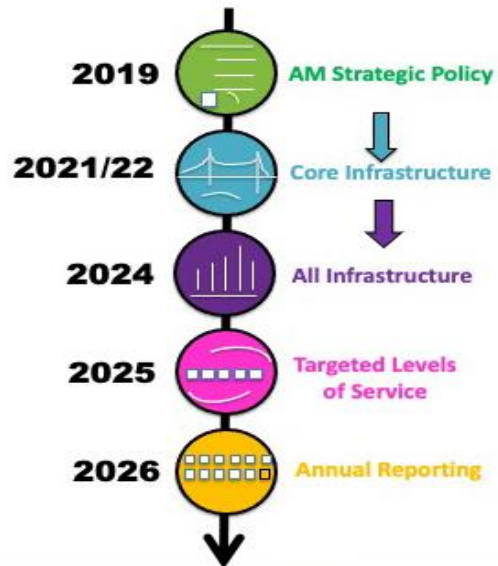 2019
AM Strategic Policy
2021/22
Core Infrastructure
2024
All Infrastructure
2025
Targeted Levels
of Service
2026
Annual Reporting